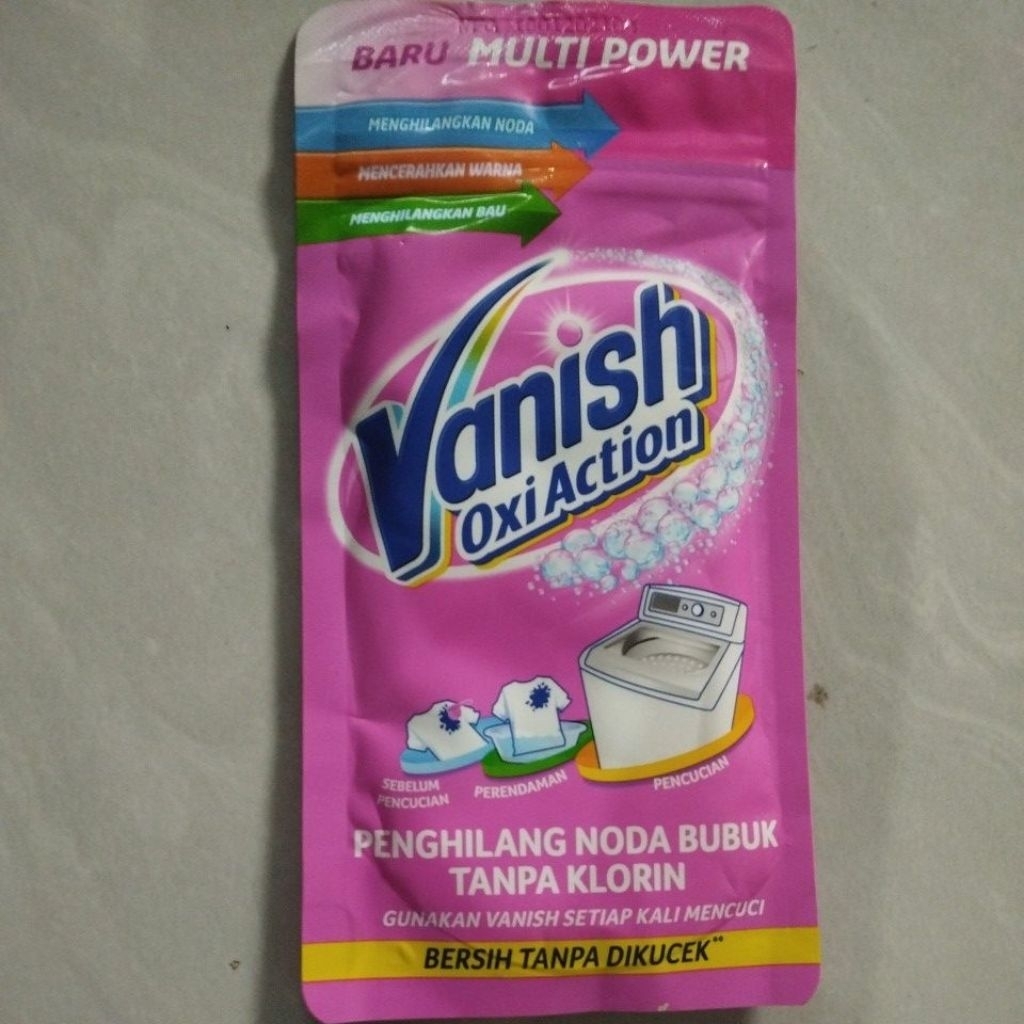 BARU MULTI POWER
MENGHILANGKAN NODA
MENCERAHKAN WARNA
MENGHILANGKAN BAU
Vanish
Oxi Action
SEBELUM
PENCUCIAN
PERENDAMAN
PENCUCIAN
PENGHILANG NODA BUBUK
TANPA KLORIN
GUNAKAN VANISH SETIAP KALI MENCUCI
BERSIH TANPA DIKUCEK**